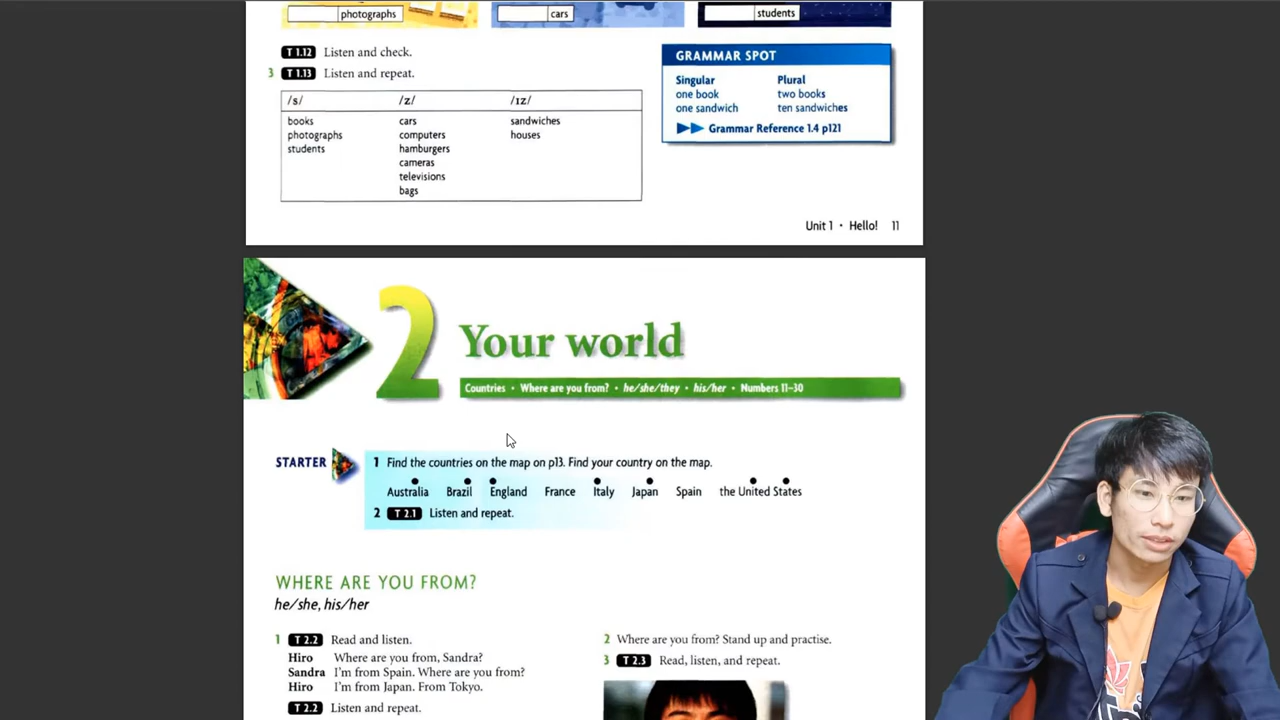 photographs
cars
students
T 1.12 Listen and check.
3 T 1.13 Listen and repeat.
/s/ /z/ /ɪz/
books cars sandwiches
photographs computers houses
students hamburgers
cameras
televisions
bags
GRAMMAR SPOT
Singular Plural
one book two books
one sandwich ten sandwiches
Grammar Reference 1.4 p121
Unit 1 • Hello! 11
2
Your world
Countries • Where are you from? • he/she/they • his/her • Numbers 11–30
STARTER
1 Find the countries on the map on p13. Find your country on the map.
Australia Brazil England France Italy Japan Spain the United States
2 T 2.1 Listen and repeat.
WHERE ARE YOU FROM?
he/she, his/her
1 T 2.2 Read and listen.
Hiro Where are you from, Sandra?
Sandra I'm from Spain. Where are you from?
Hiro I'm from Japan. From Tokyo.
T 2.2 Listen and repeat.
2 Where are you from? Stand up and practise.
3 T 2.3 Read, listen, and repeat.